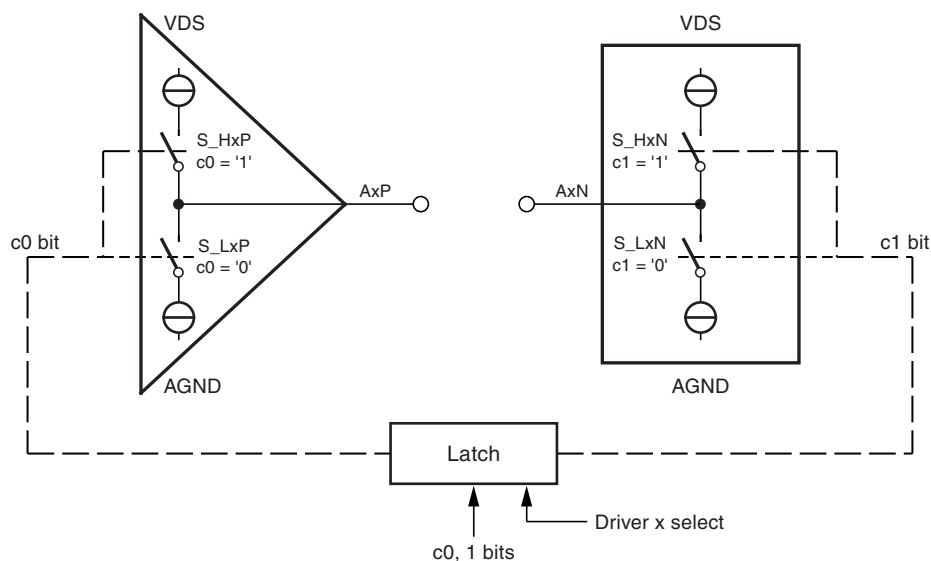 VDS
VDS
S_HxP
c0 = '1'
S_HxN
c1 = '1'
AxP
AxN
c0 bit
S_LxP
c0 = '0'
S_LxN
c1 = '0'
c1 bit
AGND
AGND
Latch
Driver x select
c0, 1 bits